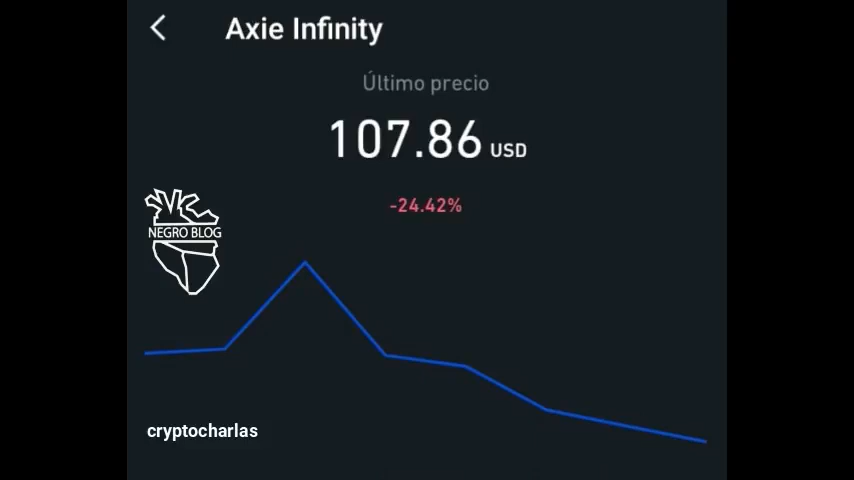 Axie Infinity
Último precio
107.86 USD
-24.42%
NEGRO BLOG
cryptocharlas